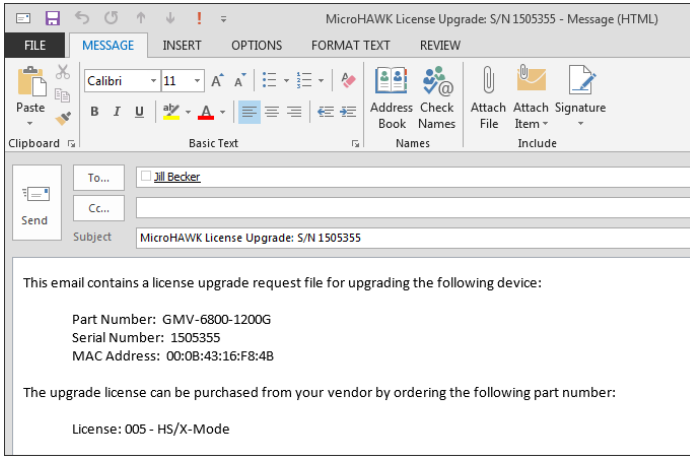 MicroHAWK License Upgrade: S/N 1505355 - Message (HTML)
FILE MESSAGE INSERT OPTIONS FORMAT TEXT REVIEW
Calibri 11 A A
Paste B I U aby A Address Book Check Names Attach File Attach Item Signature
Clipboard Basic Text Names Include
To... Jill Becker
Cc...
Send
Subject MicroHAWK License Upgrade: S/N 1505355
This email contains a license upgrade request file for upgrading the following device:
Part Number: GMV-6800-1200G
Serial Number: 1505355
MAC Address: 00:0B:43:16:F8:4B
The upgrade license can be purchased from your vendor by ordering the following part number:
License: 005 - HS/X-Mode